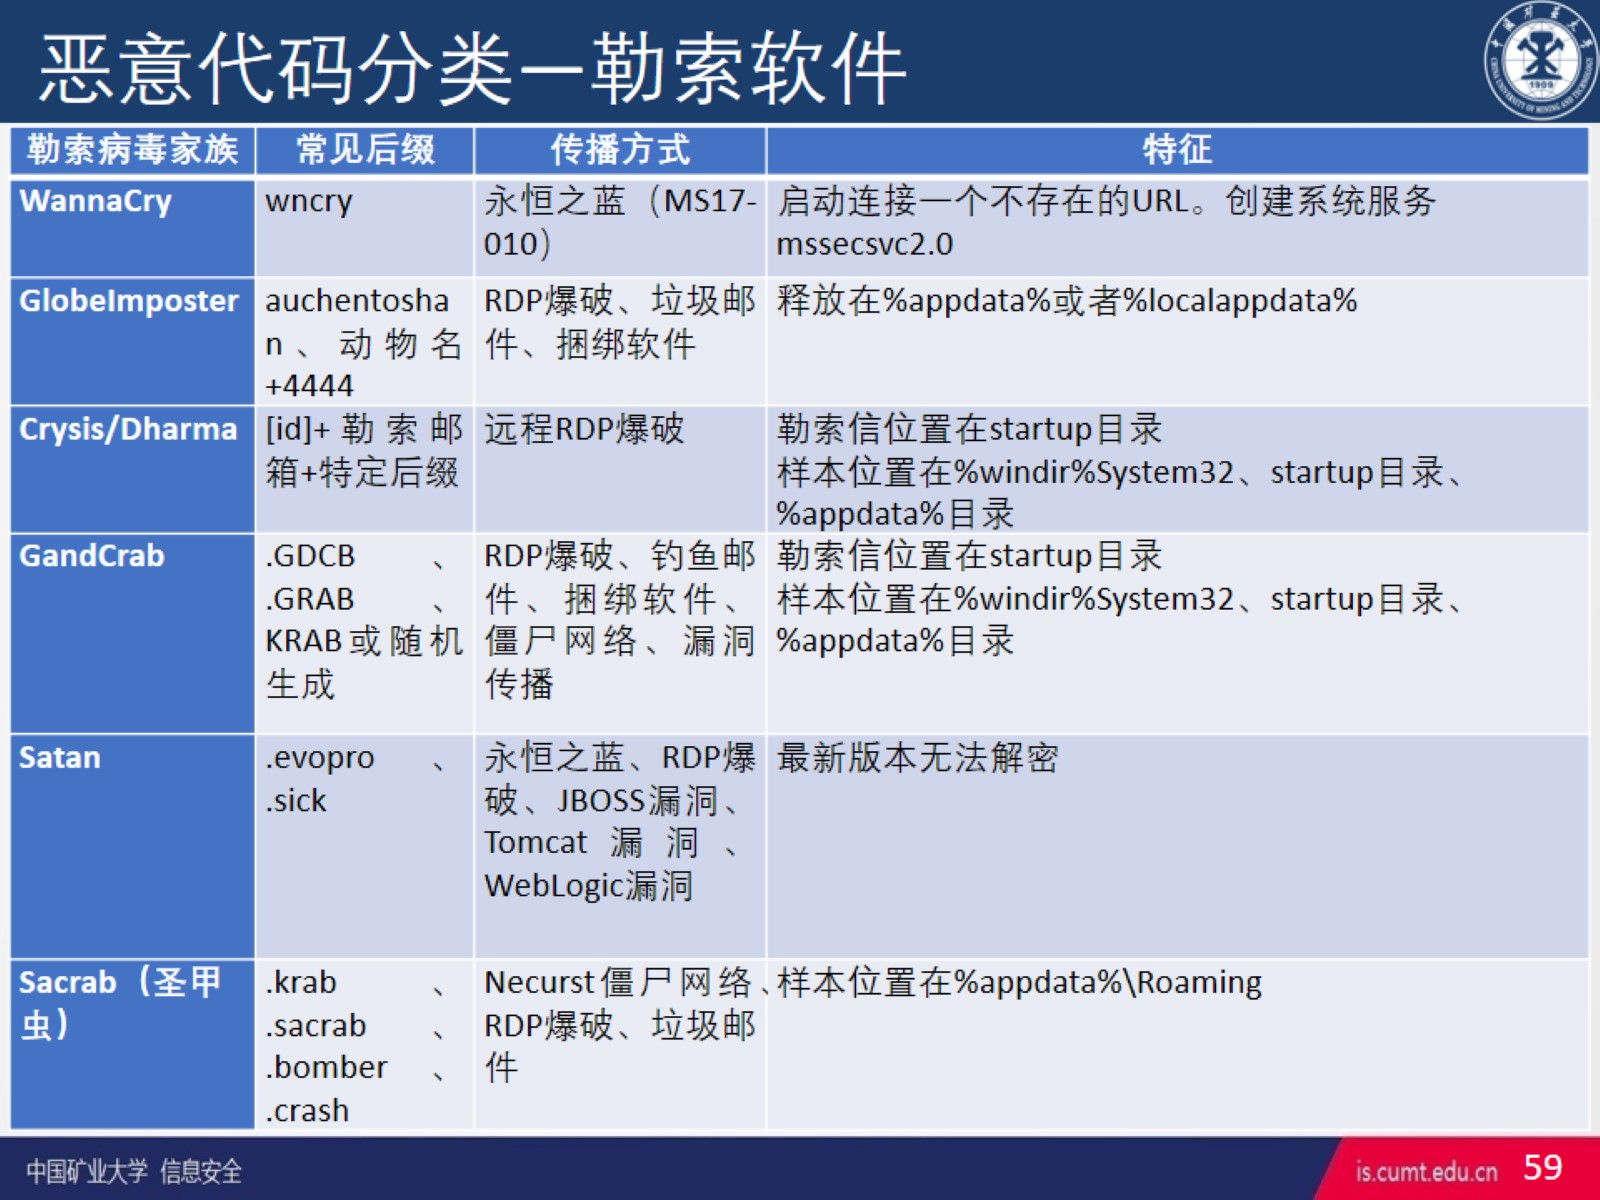 恶意代码分类—勒索软件
勒索病毒家族 常见后缀 传播方式 特征
WannaCry
wncry
永恒之蓝（MS17-
010）
启动连接一个不存在的URL。创建系统服务
mssecsvc2.0
GlobeImposter
auchentosha
n、动物名
+4444
RDP爆破、垃圾邮
件、捆绑软件
释放在%appdata%或者%localappdata%
Crysis/Dharma
[id]+勒索邮
箱+特定后缀
远程RDP爆破
勒索信位置在startup目录
样本位置在%windir%System32、startup目录、
%appdata%目录
GandCrab
.GDCB、
.GRAB、
KRAB或随机
生成
RDP爆破、钓鱼邮
件、捆绑软件、
僵尸网络、漏洞
传播
勒索信位置在startup目录
样本位置在%windir%System32、startup目录、
%appdata%目录
Satan
.evopro、
.sick
永恒之蓝、RDP爆
破、JBOSS漏洞、
Tomcat漏洞、
WebLogic漏洞
最新版本无法解密
Sacrab（圣甲
虫）
.krab、
.sacrab、
.bomber、
.crash
Necurst僵尸网络、
RDP爆破、垃圾邮
件
样本位置在%appdata%\Roaming
中国矿业大学 信息安全
is.cumt.edu.cn 59
CHINA UNIVERSITY OF MINING AND TECHNOLOGY
1909